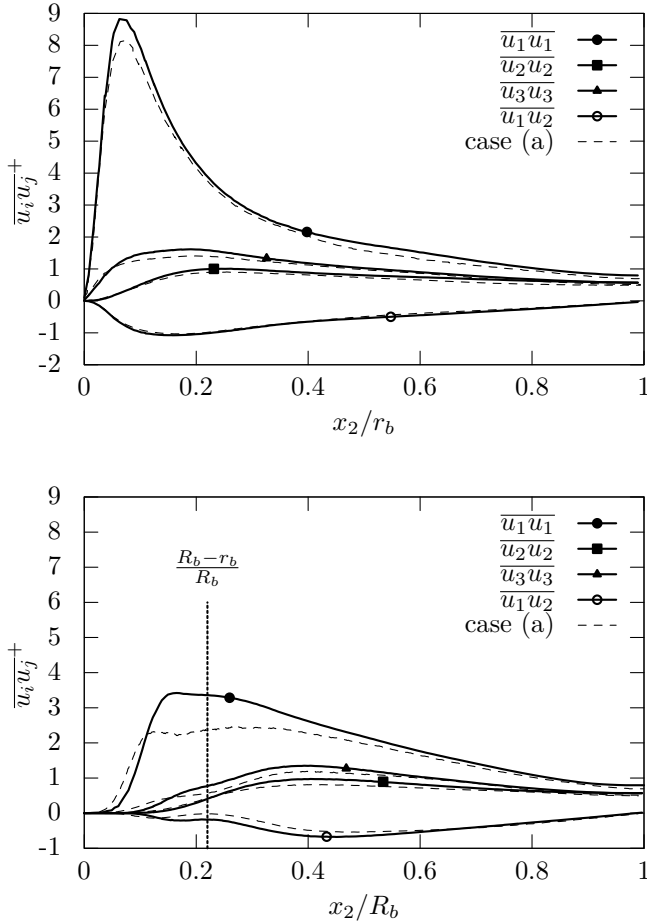 9
8
7
6
5
4
3
2
1
0
-1
-2
0 0.2 0.4 0.6 0.8 1
x₂/r_b
$\overline{u_i u_j}^+$
$\overline{u_1 u_1}$
$\overline{u_2 u_2}$
$\overline{u_3 u_3}$
$\overline{u_1 u_2}$
case (a)
9
8
7
6
5
4
3
2
1
0
-1
0 0.2 0.4 0.6 0.8 1
x₂/R_b
$\overline{u_i u_j}^+$
$\frac{R_b - r_b}{R_b}$
$\overline{u_1 u_1}$
$\overline{u_2 u_2}$
$\overline{u_3 u_3}$
$\overline{u_1 u_2}$
case (a)